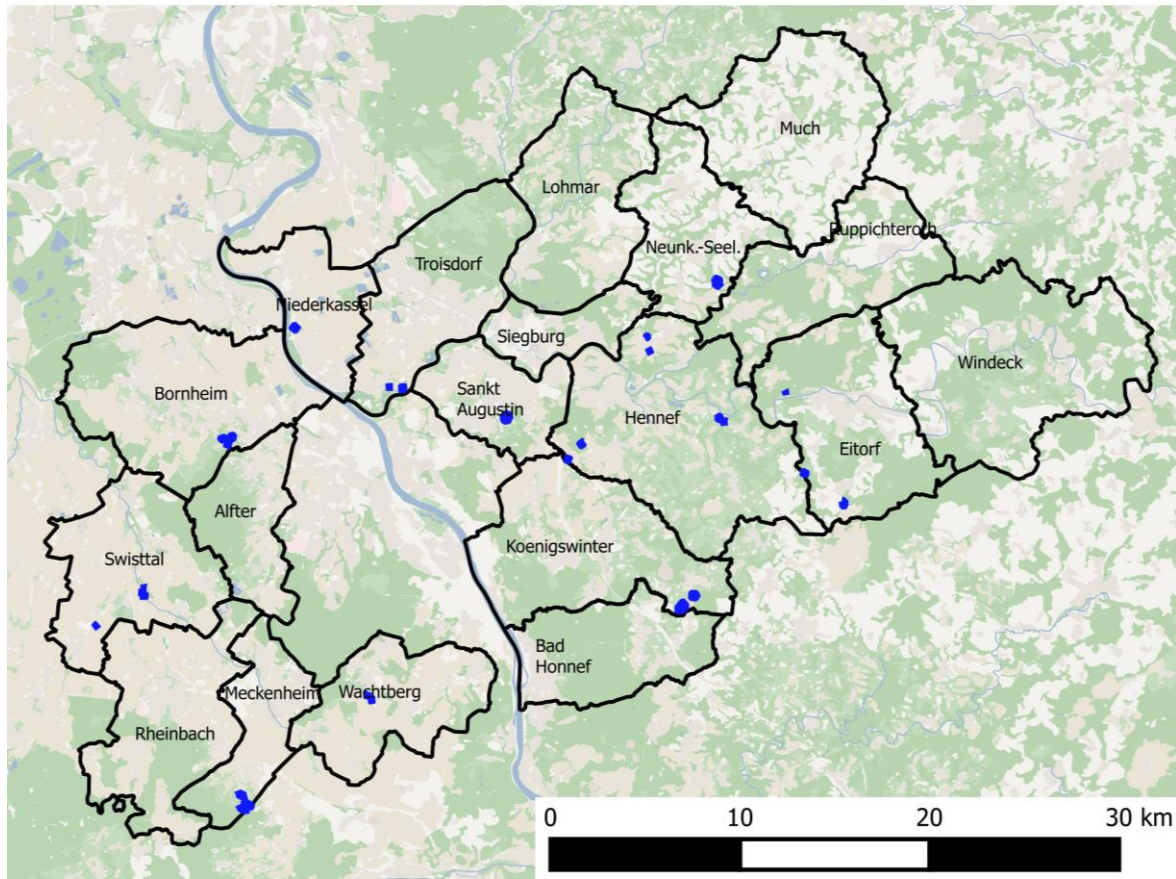 Much
Lohmar
Ruppichteroth
Neunk.-Seel.
Troisdorf
Niederkassel
Siegburg
Windeck
Bornheim
Sankt
Augustin
Hennef
Eitorf
Alfter
Koenigswinter
Swisttal
Bad
Honnef
Meckenheim
Wachtberg
Rheinbach
0 10 20 30 km